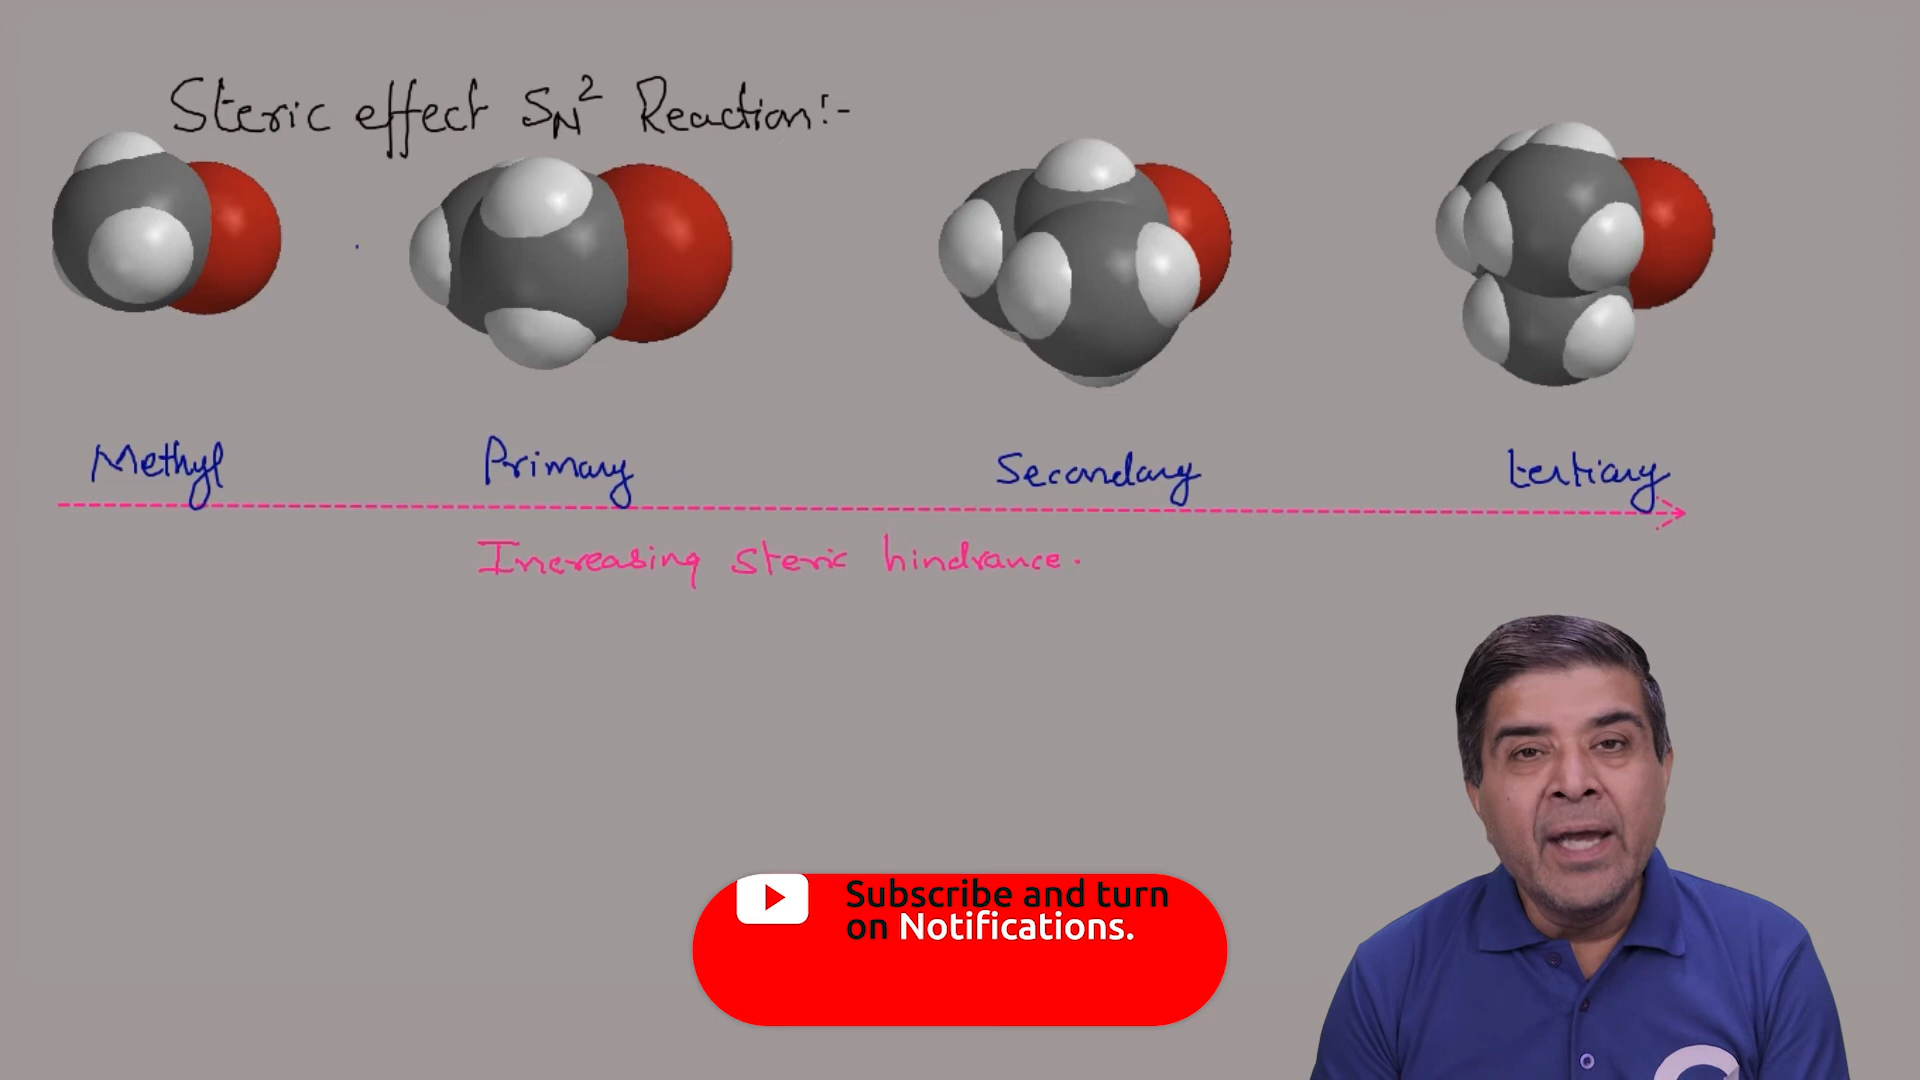 Steric effect SN2 Reaction:-
Methyl Primary Secondary tertiary
Increasing steric hindrance.
Subscribe and turn
on Notifications.